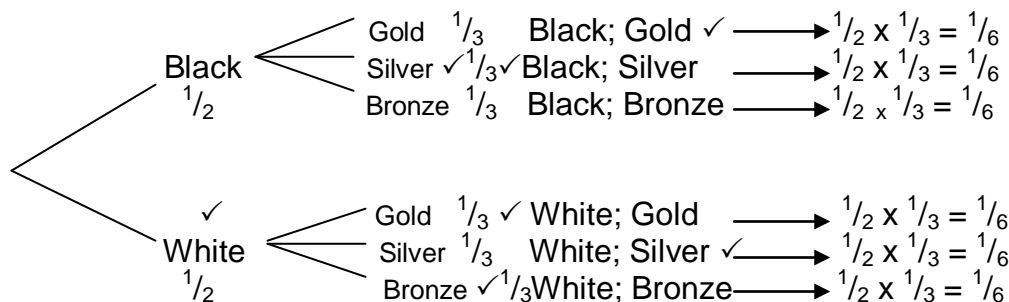 Gold ¹/₃ Black; Gold ✓ ¹/₂ x ¹/₃ = ¹/₆
Black Silver ✓ ¹/₃ ✓ Black; Silver ¹/₂ x ¹/₃ = ¹/₆
¹/₂ Bronze ¹/₃ Black; Bronze ¹/₂ x ¹/₃ = ¹/₆
✓ Gold ¹/₃ ✓ White; Gold ¹/₂ x ¹/₃ = ¹/₆
White Silver ¹/₃ White; Silver ✓ ¹/₂ x ¹/₃ = ¹/₆
¹/₂ Bronze ✓ ¹/₃ White; Bronze ¹/₂ x ¹/₃ = ¹/₆